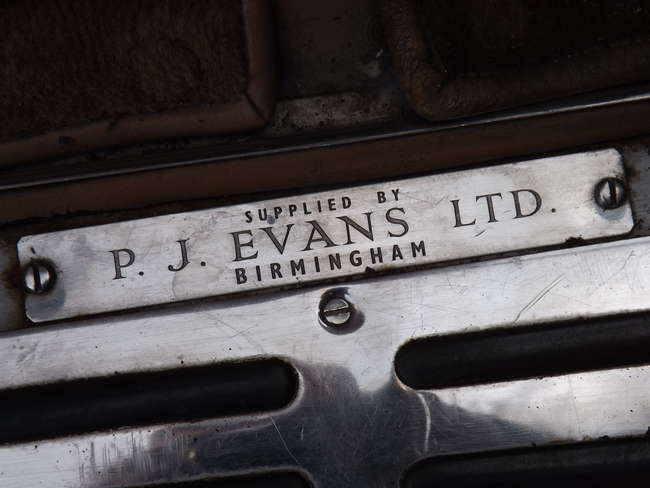 SUPPLIED BY
P. J. EVANS LTD.
BIRMINGHAM